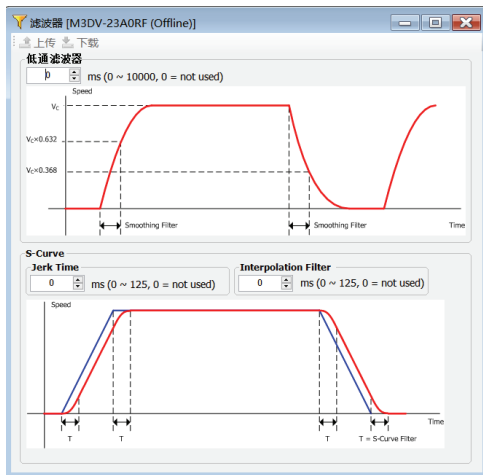 滤波器 [M3DV-23A0RF (Offline)]
上传 下载
低通滤波器
0 ms (0 ~ 10000, 0 = not used)
Speed
Vc
Vc×0.632
Vc×0.368
Smoothing Filter Smoothing Filter Time
S-Curve
Jerk Time Interpolation Filter
0 ms (0 ~ 125, 0 = not used) 0 ms (0 ~ 125, 0 = not used)
Speed
Time
T T T T = S-Curve Filter